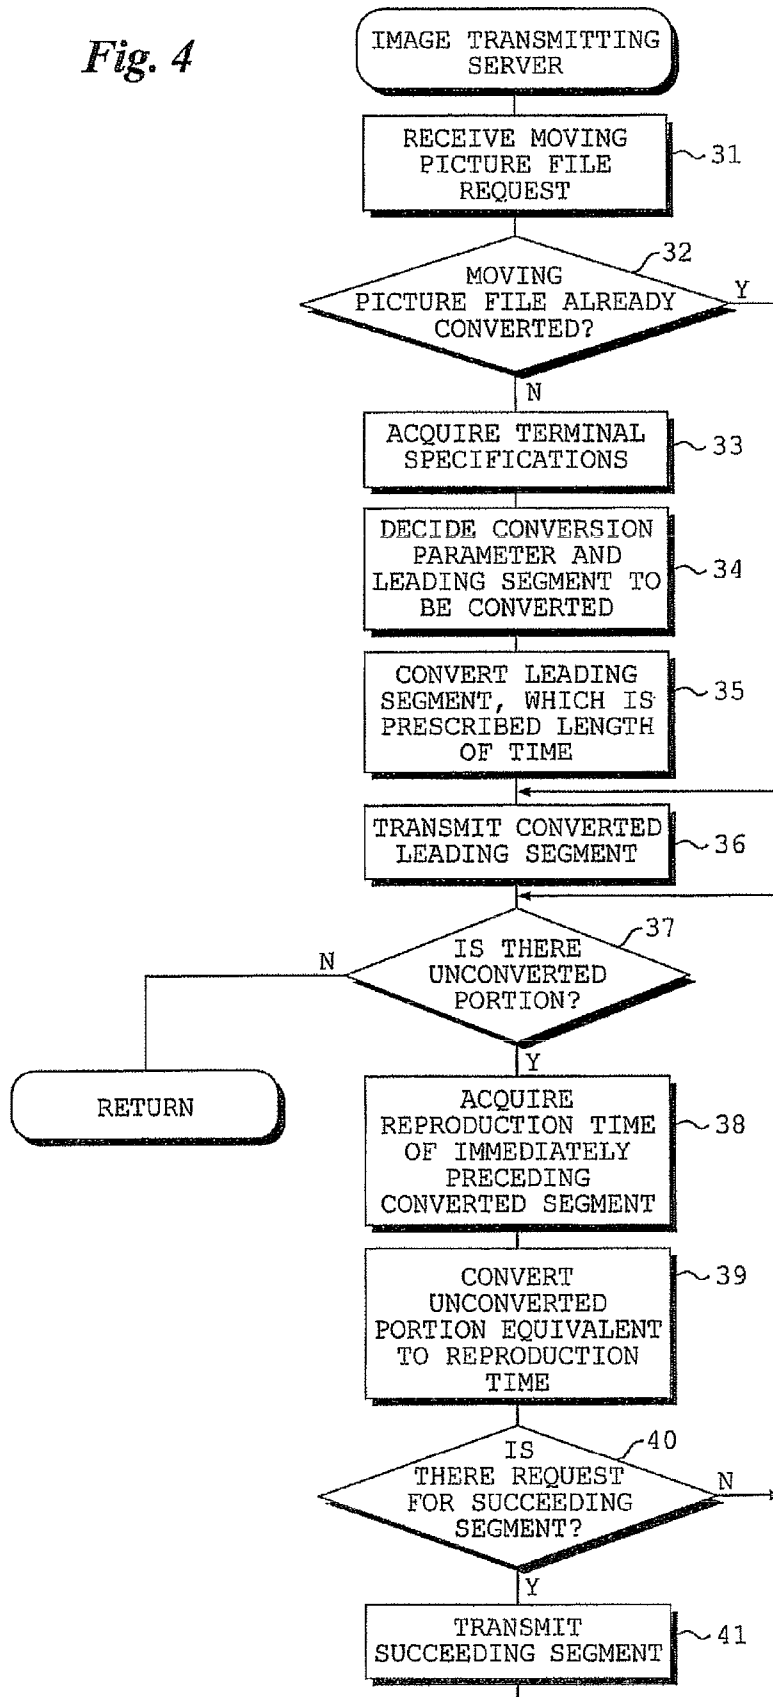 Fig. 4
IMAGE TRANSMITTING
SERVER
RECEIVE MOVING
PICTURE FILE
REQUEST
31
32
MOVING
PICTURE FILE ALREADY
CONVERTED?
Y
N
ACQUIRE TERMINAL
SPECIFICATIONS
33
DECIDE CONVERSION
PARAMETER AND
LEADING SEGMENT TO
BE CONVERTED
34
CONVERT LEADING
SEGMENT, WHICH IS
PRESCRIBED LENGTH
OF TIME
35
TRANSMIT CONVERTED
LEADING SEGMENT
36
37
IS THERE
UNCONVERTED
PORTION?
N
Y
RETURN
ACQUIRE
REPRODUCTION TIME
OF IMMEDIATELY
PRECEDING
CONVERTED SEGMENT
38
CONVERT
UNCONVERTED
PORTION EQUIVALENT
TO REPRODUCTION
TIME
39
40
IS
THERE REQUEST
FOR SUCCEEDING
SEGMENT?
N
Y
TRANSMIT
SUCCEEDING SEGMENT
41